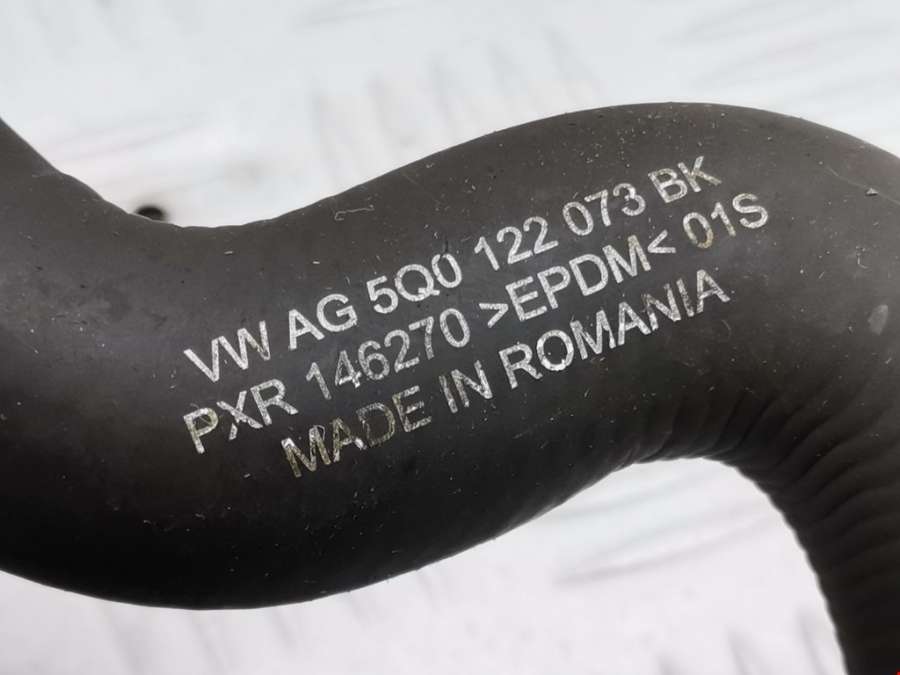 VW AG 5Q0 122 073 BK
PXR 146270 >EPDM< 01S
MADE IN ROMANIA